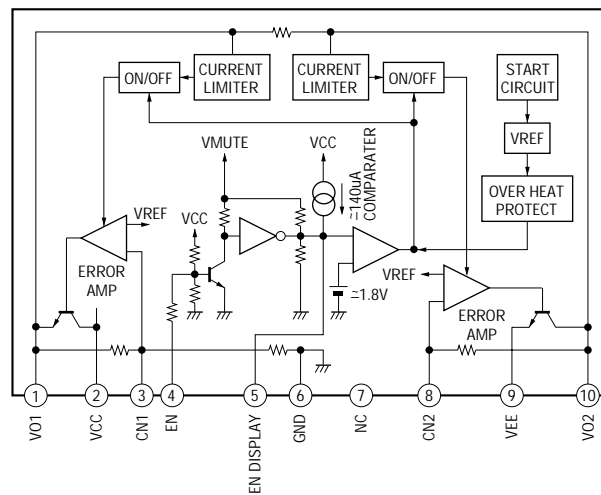 CURRENT
LIMITER
CURRENT
LIMITER
ON/OFF
ON/OFF
START
CIRCUIT
VREF
OVER HEAT
PROTECT
VMUTE
VCC
≃140uA
COMPARATER
VCC
VREF
ERROR
AMP
≃1.8V
VREF
ERROR
AMP
1
2
3
4
5
6
7
8
9
10
VO1
VCC
CN1
EN
EN DISPLAY
GND
NC
CN2
VEE
VO2